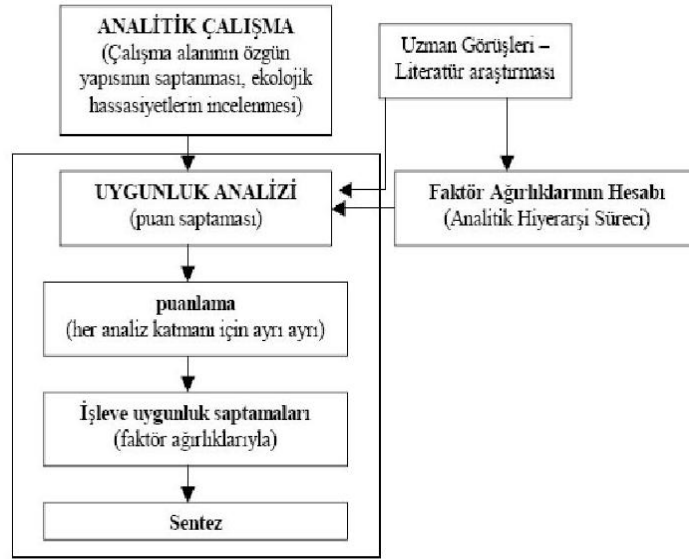 ANALİTİK ÇALIŞMA
(Çalışma alanının özgün
yapısının saptanması, ekolojik
hassasiyetlerin incelenmesi)
Uzman Görüşleri –
Literatür araştırması
UYGUNLUK ANALİZİ
(puan saptaması)
Faktör Ağırlıklarının Hesabı
(Analitik Hiyerarşi Süreci)
puanlama
(her analiz katmanı için ayrı ayrı)
İşleve uygunluk saptamaları
(faktör ağırlıklarıyla)
Sentez